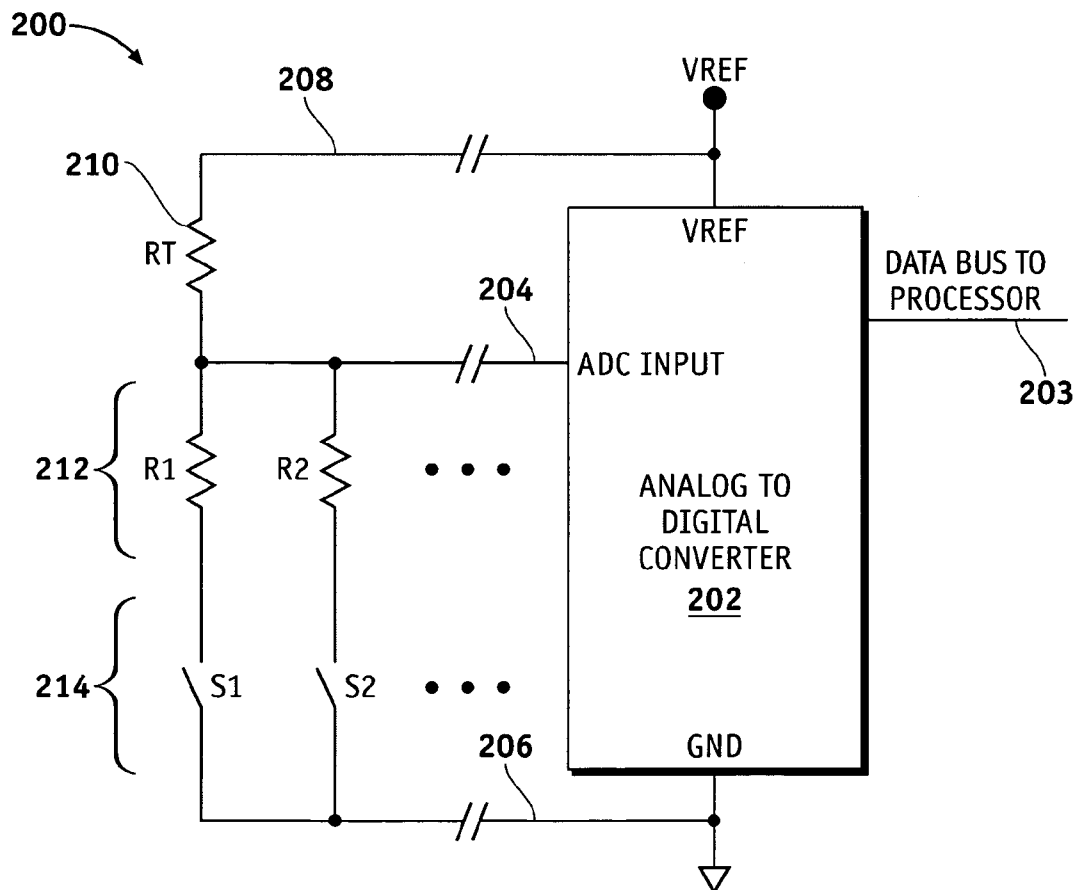 200
VREF
208
210
VREF
RT
DATA BUS TO
PROCESSOR
204
ADC INPUT
203
212
R1
R2
ANALOG TO
DIGITAL
CONVERTER
202
214
S1
S2
206
GND